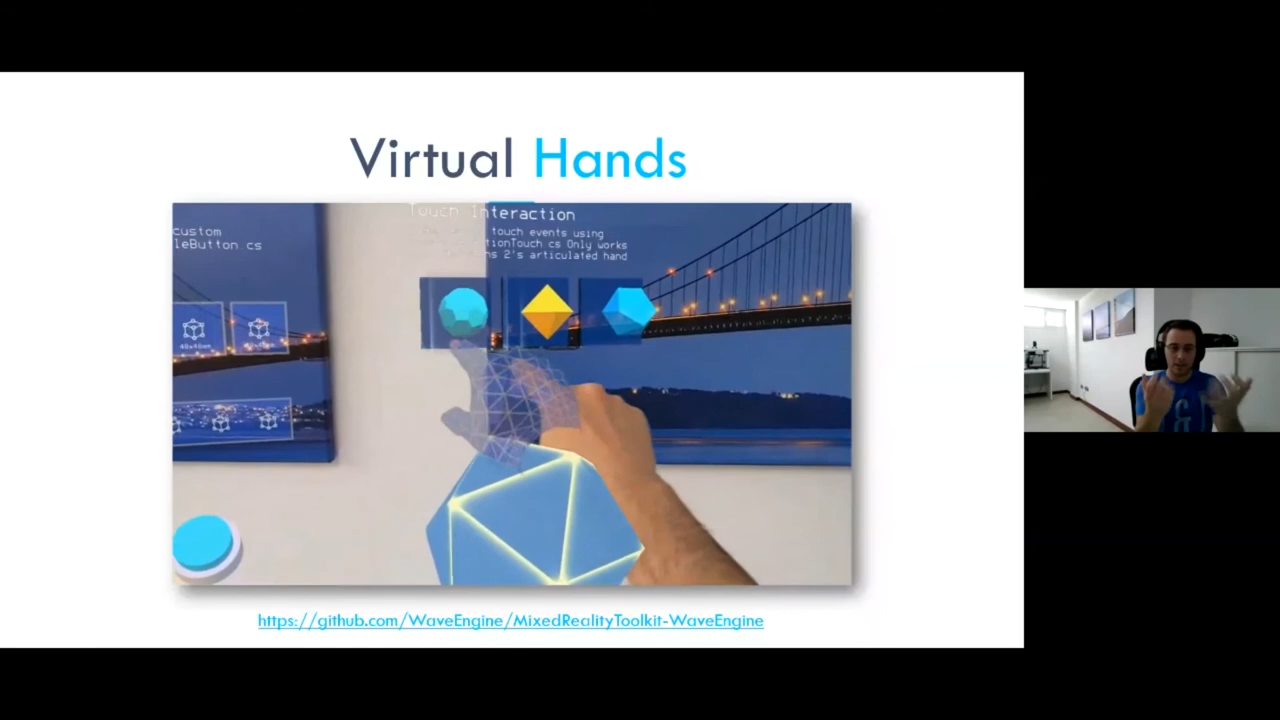 Virtual Hands
Touch Interaction
touch events using
tionTouch cs Only works
ns 2's articulated hand
custom
leButton.cs
https://github.com/WaveEngine/MixedRealityToolkit-WaveEngine